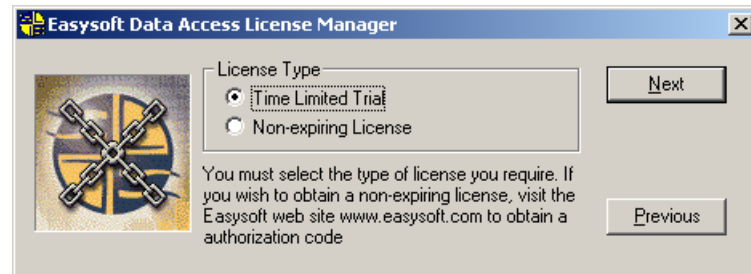 Easysoft Data Access License Manager
License Type
Time Limited Trial
Non-expiring License
Next
You must select the type of license you require. If
you wish to obtain a non-expiring license, visit the
Easysoft web site www.easysoft.com to obtain a
authorization code
Previous